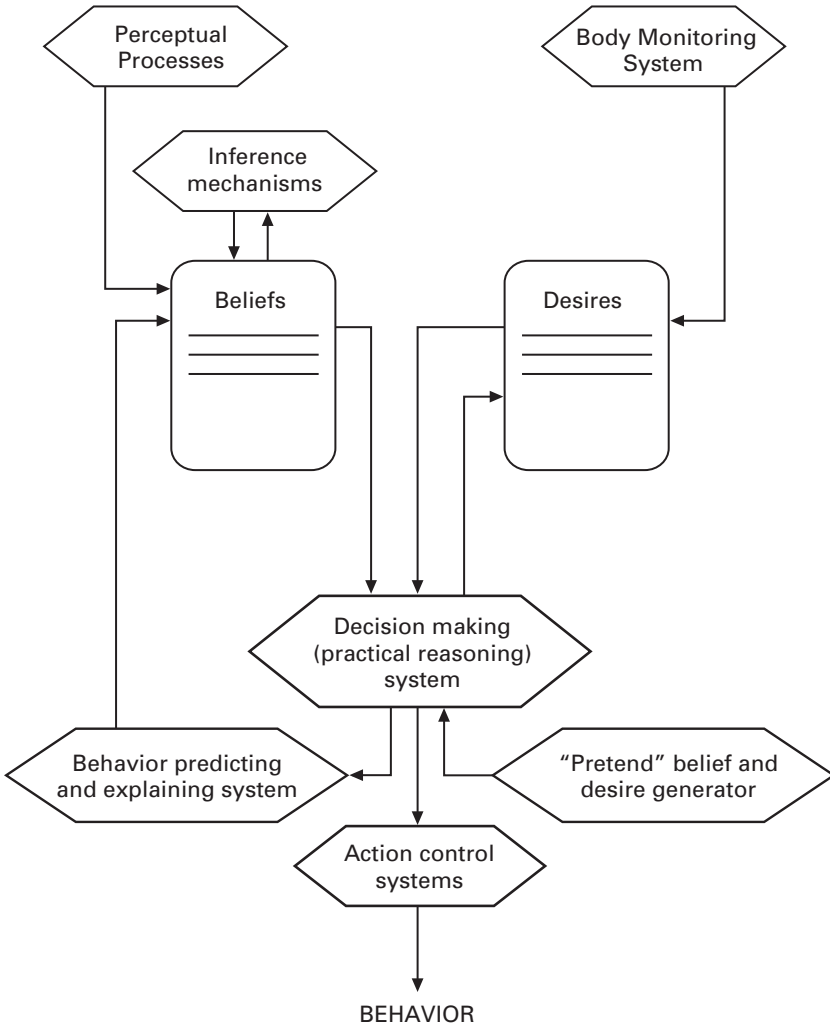 Perceptual
Processes
Body Monitoring
System
Inference
mechanisms
Beliefs
Desires
Decision making
(practical reasoning)
system
Behavior predicting
and explaining system
“Pretend” belief and
desire generator
Action control
systems
BEHAVIOR